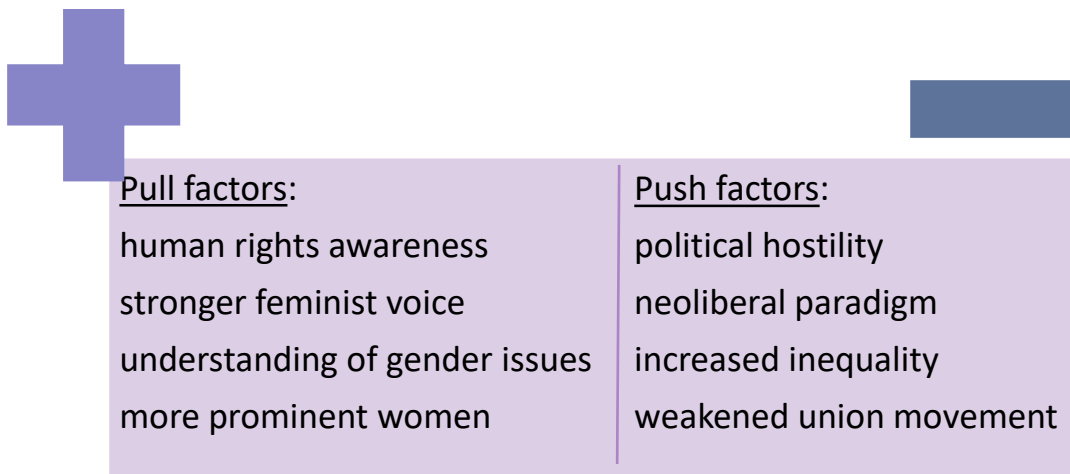 Pull factors:
human rights awareness
stronger feminist voice
understanding of gender issues
more prominent women
Push factors:
political hostility
neoliberal paradigm
increased inequality
weakened union movement